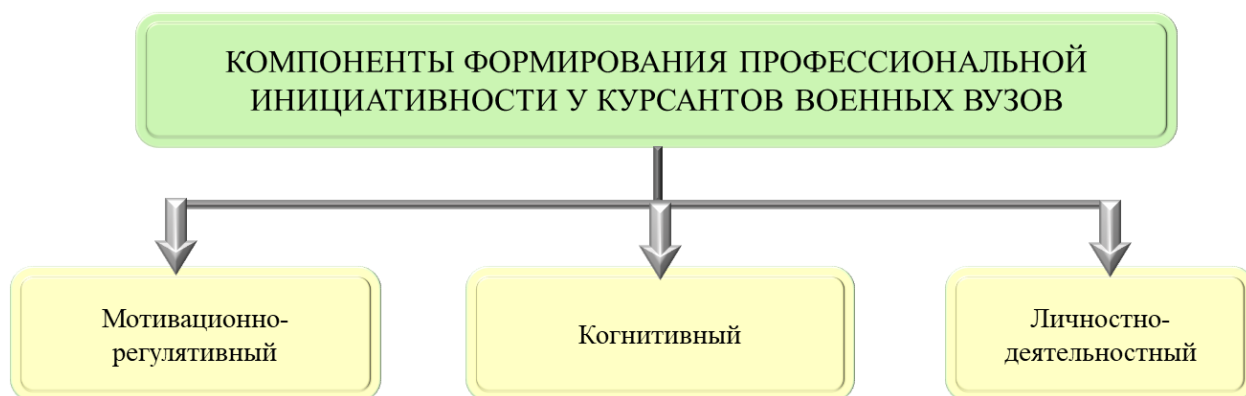 КОМПОНЕНТЫ ФОРМИРОВАНИЯ ПРОФЕССИОНАЛЬНОЙ
ИНИЦИАТИВНОСТИ У КУРСАНТОВ ВОЕННЫХ ВУЗОВ
Мотивационно-
регулятивный
Когнитивный
Личностно-
деятельностный